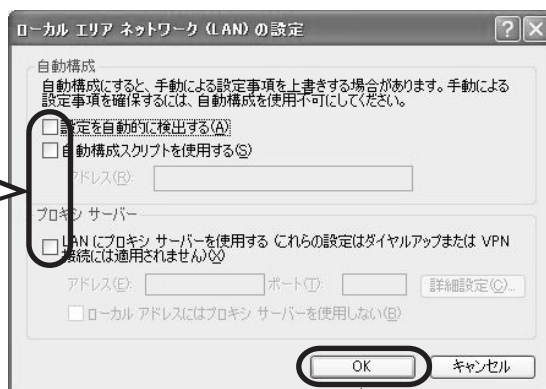 ローカル エリア ネットワーク (LAN) の設定
自動構成
自動構成にすると、手動による設定事項を上書きする場合があります。手動による
設定事項を確保するには、自動構成を使用不可にしてください。
設定を自動的に検出する(A)
自動構成スクリプトを使用する(S)
アドレス(R):
プロキシ サーバー
LAN にプロキシ サーバーを使用する (これらの設定はダイヤルアップまたは VPN
接続には適用されません)(X)
アドレス(E): ポート(T): 詳細設定(C)...
ローカル アドレスにはプロキシ サーバーを使用しない(B)
OK キャンセル